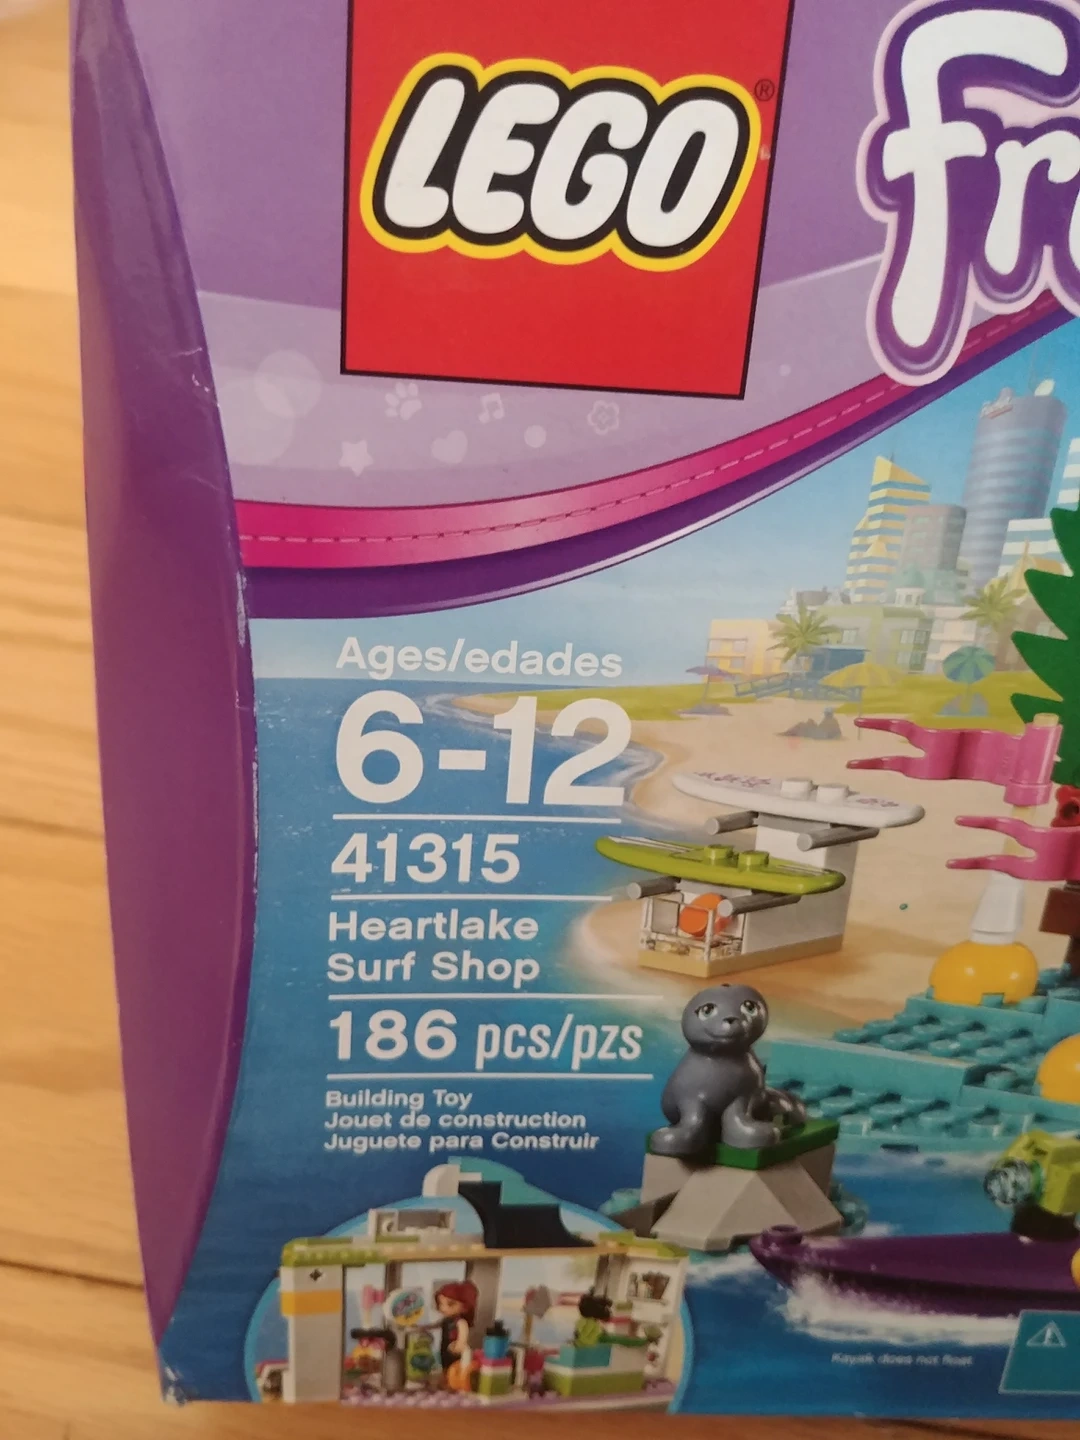 LEGO®
Fr
Ages/edades
6-12
41315
Heartlake
Surf Shop
186 pcs/pzs
Building Toy
Jouet de construction
Juguete para Construir
Kayak does not float